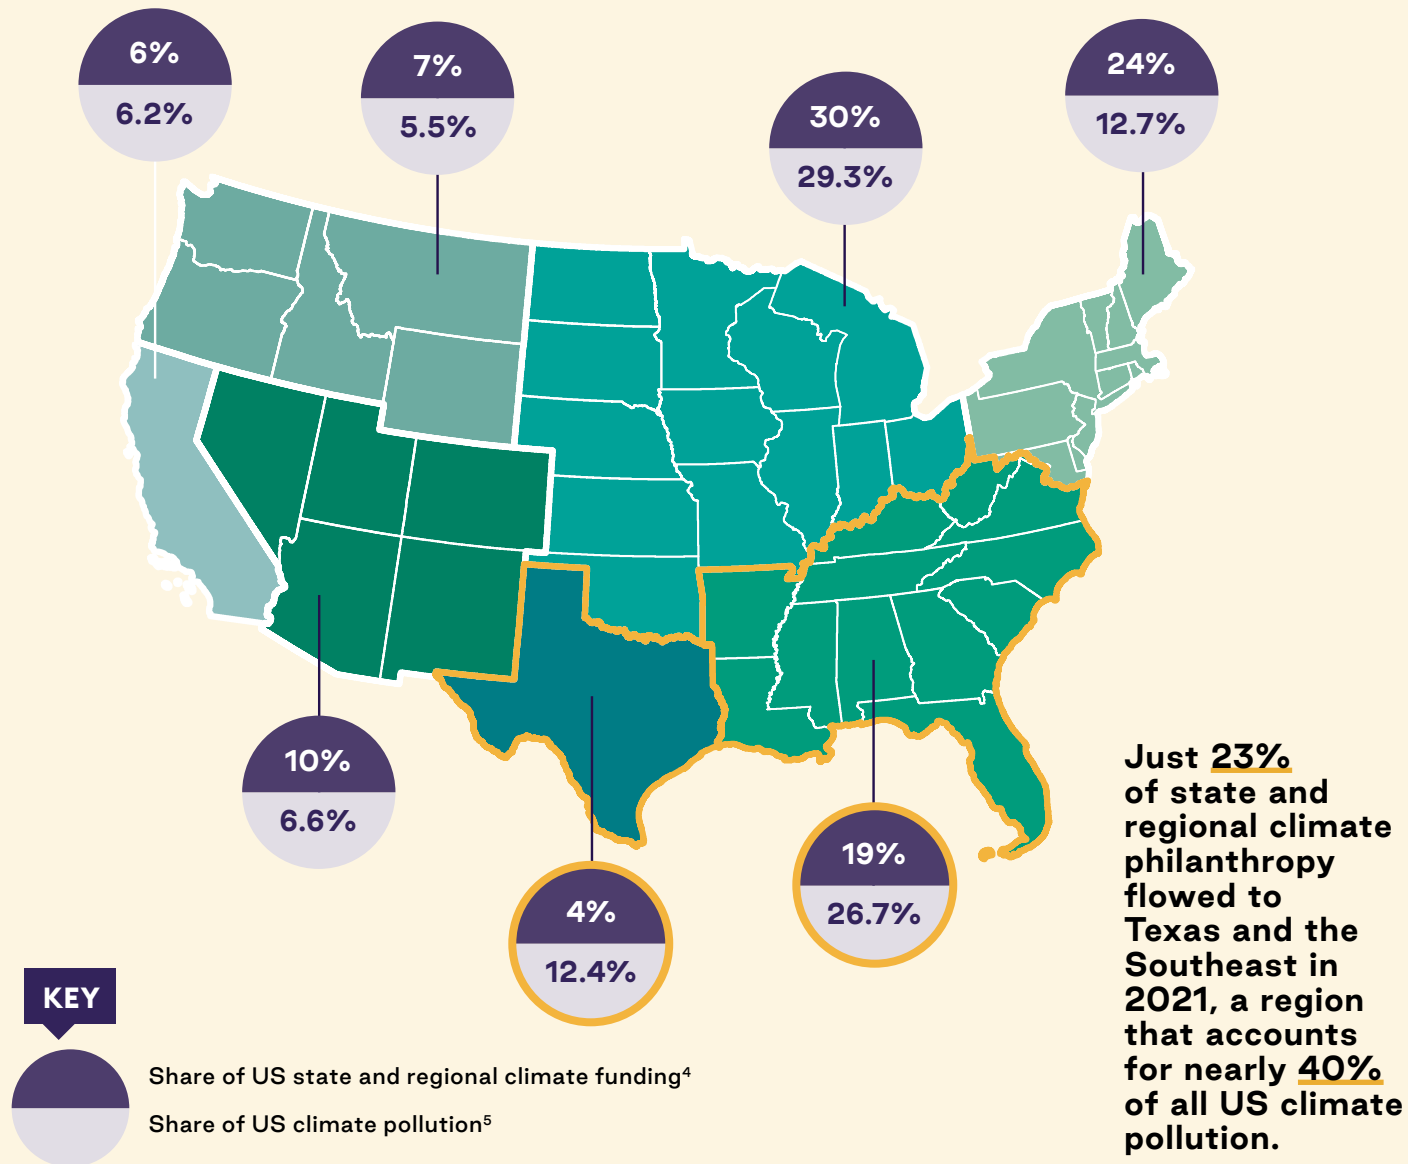 6%
6.2%
7%
5.5%
30%
29.3%
24%
12.7%
10%
6.6%
4%
12.4%
19%
26.7%
Just 23%
of state and
regional climate
philanthropy
flowed to
Texas and the
Southeast in
2021, a region
that accounts
for nearly 40%
of all US climate
pollution.
KEY
Share of US state and regional climate funding⁴
Share of US climate pollution⁵